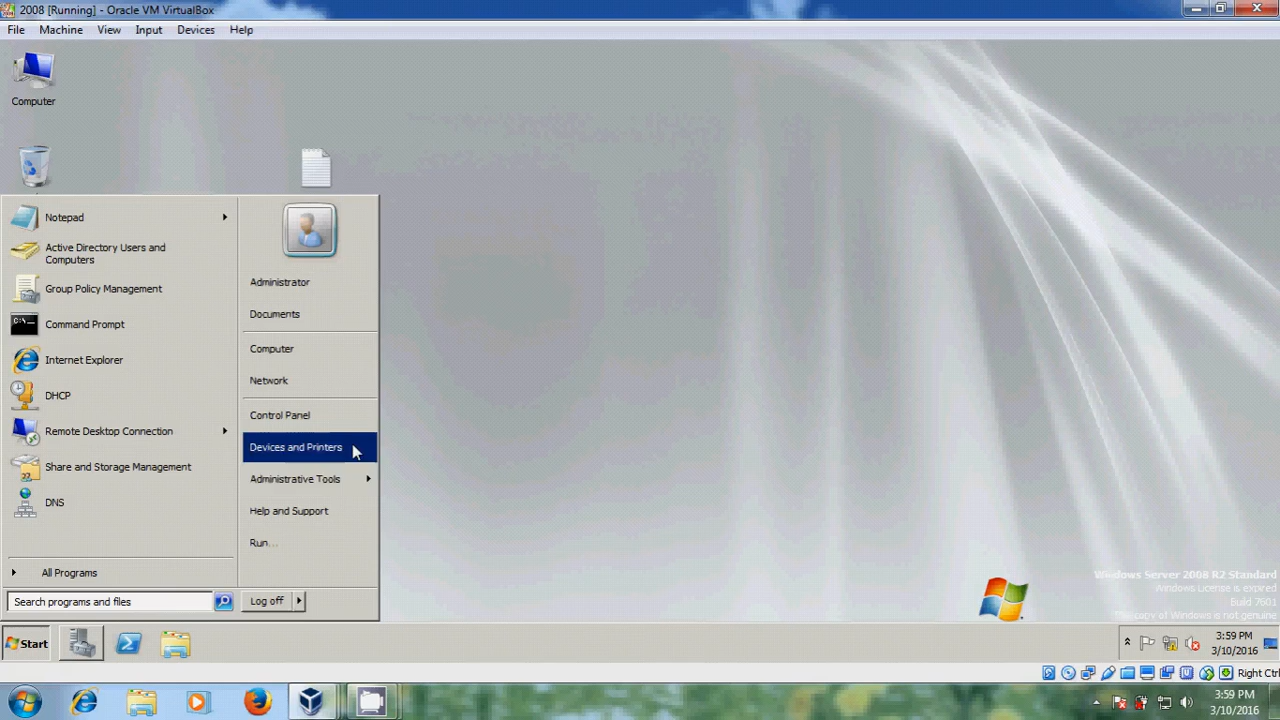 2008 [Running] - Oracle VM VirtualBox
File Machine View Input Devices Help
Computer
Notepad
Active Directory Users and
Computers
Group Policy Management
Command Prompt
Internet Explorer
DHCP
Remote Desktop Connection
Share and Storage Management
DNS
All Programs
Search programs and files
Administrator
Documents
Computer
Network
Control Panel
Devices and Printers
Administrative Tools
Help and Support
Run...
Log off
Windows Server 2008 R2 Standard
Windows License is expired
Build 7601
This copy of Windows is not genuine
Start
3:59 PM
3/10/2016
Right Ctrl
3:59 PM
3/10/2016